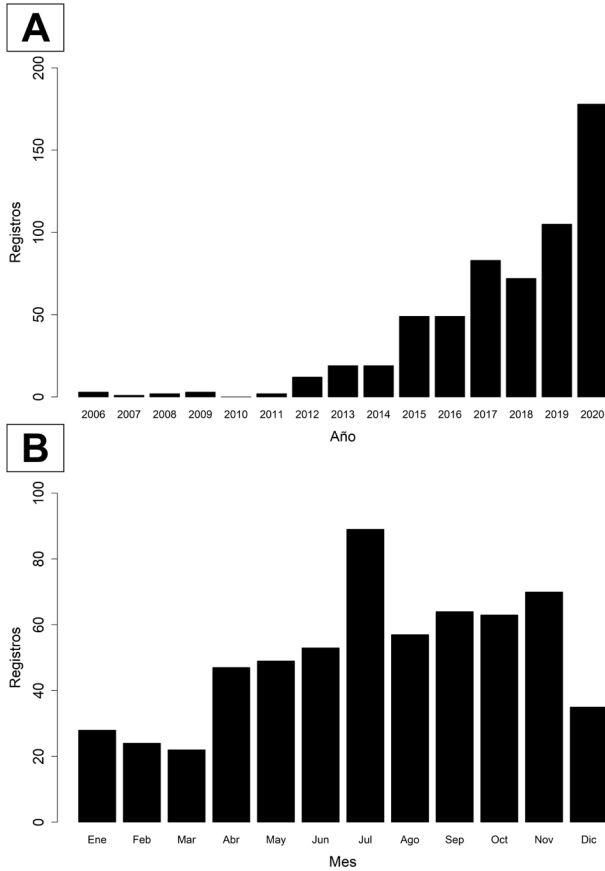 A
200
150
100
50
0
Registros
2006 2007 2008 2009 2010 2011 2012 2013 2014 2015 2016 2017 2018 2019 2020
Año
B
100
80
60
40
20
0
Registros
Ene Feb Mar Abr May Jun Jul Ago Sep Oct Nov Dic
Mes